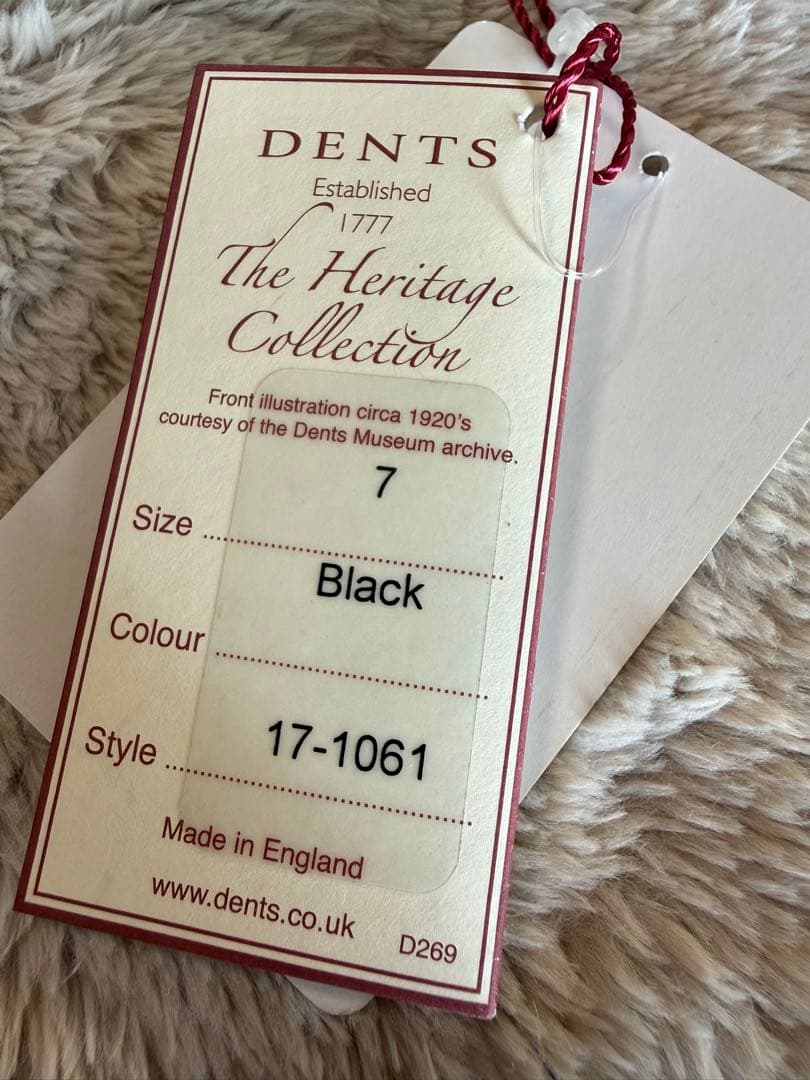 DENTS
Established
1777
The Heritage
Collection
Front illustration circa 1920's
courtesy of the Dents Museum archive.
7
Size ........................................
Black
Colour ........................................
17-1061
Style ........................................
Made in England
www.dents.co.uk
D269